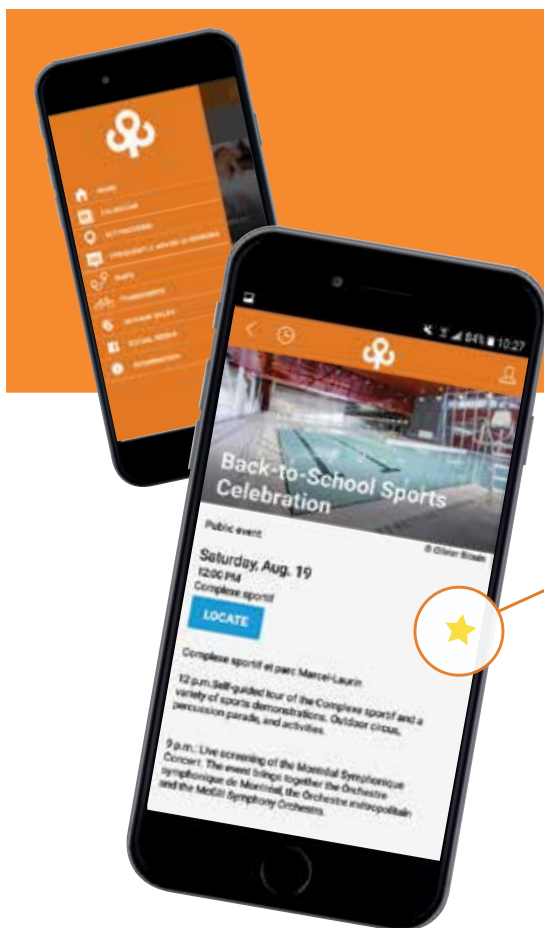 HOME
CALENDAR
FREQUENTLY ASKED QUESTIONS
MAPS
SOCIAL MEDIA
INFORMATION
84% 10:27
Back-to-School Sports
Celebration
© Olivier Blouin
Public event
Saturday, Aug. 19
12:00 PM
Complexe sportif
LOCATE
Complexe sportif et parc Marcel-Laurin
12 p.m. Self-guided tour of the Complexe sportif and a
variety of sports demonstrations. Outdoor circus,
percussion parade, and activities.
9 p.m.: Live screening of the Montréal Symphonique
Concert. The event brings together the Orchestre
symphonique de Montréal, the Orchestre métropolitain
and the McGill Symphony Orchestra.